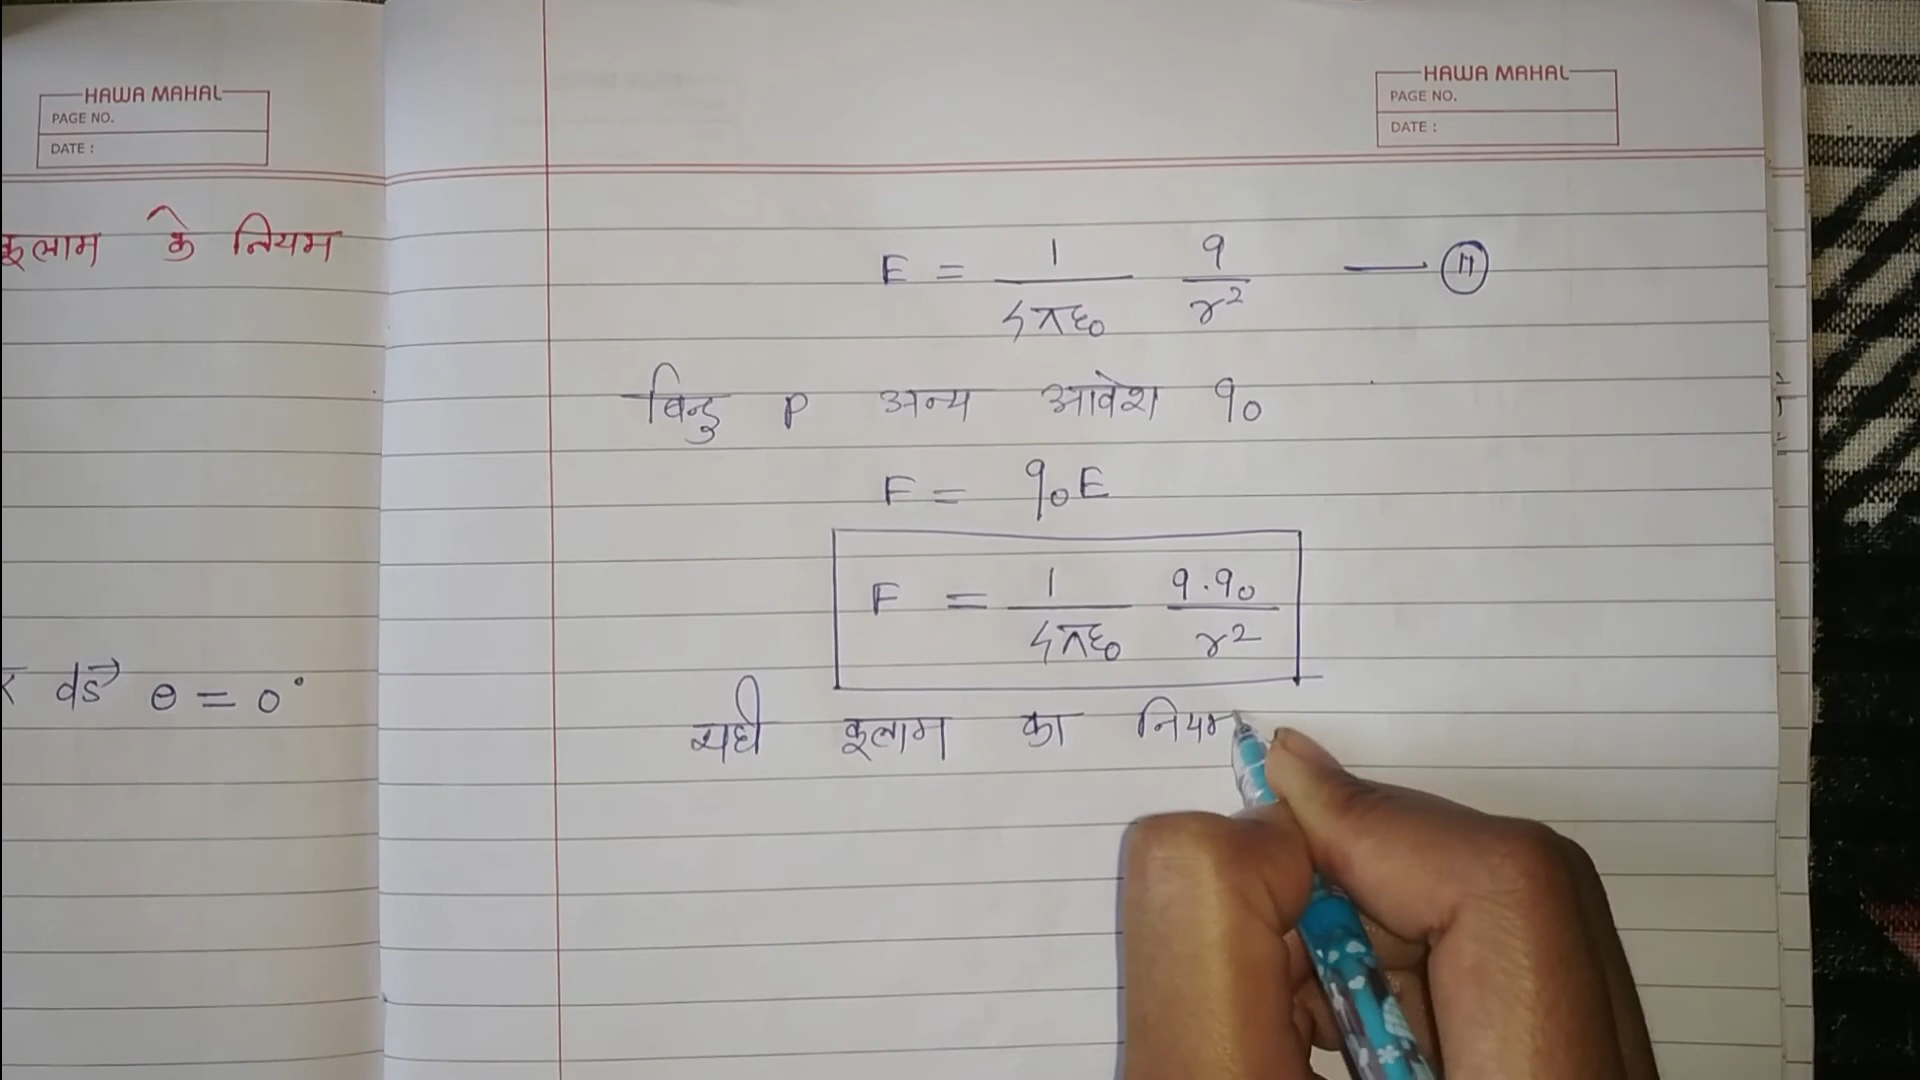 HAWA MAHAL
PAGE NO.
DATE :
कूलाम के नियम
ds θ = 0°
HAWA MAHAL
PAGE NO.
DATE :
E = 1/4πε₀ q/r² — (II)
बिन्दु P अन्य आवेश q₀
F = q₀E
F = 1/4πε₀ q.q₀/r²
यही कूलाम का नियम